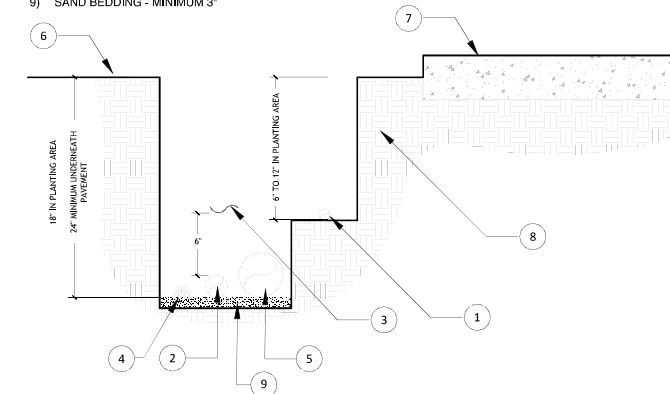 9) SAND BEDDING - MINIMUM 3"
7
6
18" IN PLANTING AREA
24" MINIMUM UNDERNEATH
PAVEMENT
6" TO 12" IN PLANTING AREA
6"
8
3
1
4
2
5
9